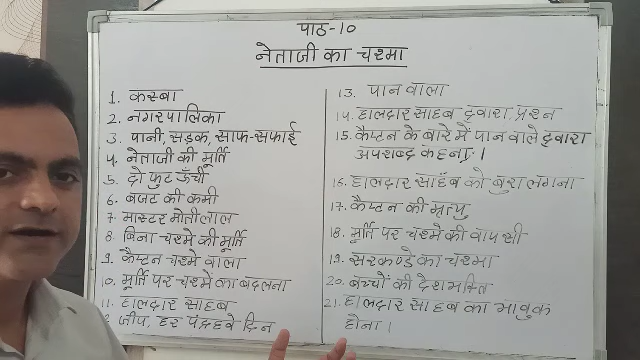 पाठ-10
नेताजी का चश्मा
1. कस्बा
2. नगरपालिका
3. पानी, सड़क, साफ-सफाई
4. नेताजी की मूर्ति
5. दो फुट ऊँची
6. बजट की कमी
7. मास्टर मोतीलाल
8. बिना चश्मे की मूर्ति
9. कैप्टन चश्मे वाला
10. मूर्ति पर चश्मे का बदलना
11. हालदार साहब
2 जीप, हर पंद्रहवे दिन
13. पान वाला
14. हालदार साहब द्वारा, प्रश्न
15. कैप्टन के बारे में पान वाले द्वारा
अपशब्द कहना।
16. हालदार साहब को बुरा लगना
17. कैप्टन की मृत्यु
18. मूर्ति पर चश्मे की वापसी
19. सरकण्डे का चश्मा
20. बच्चों की देशभक्ति
21. हालदार साहब का भावुक
होना।